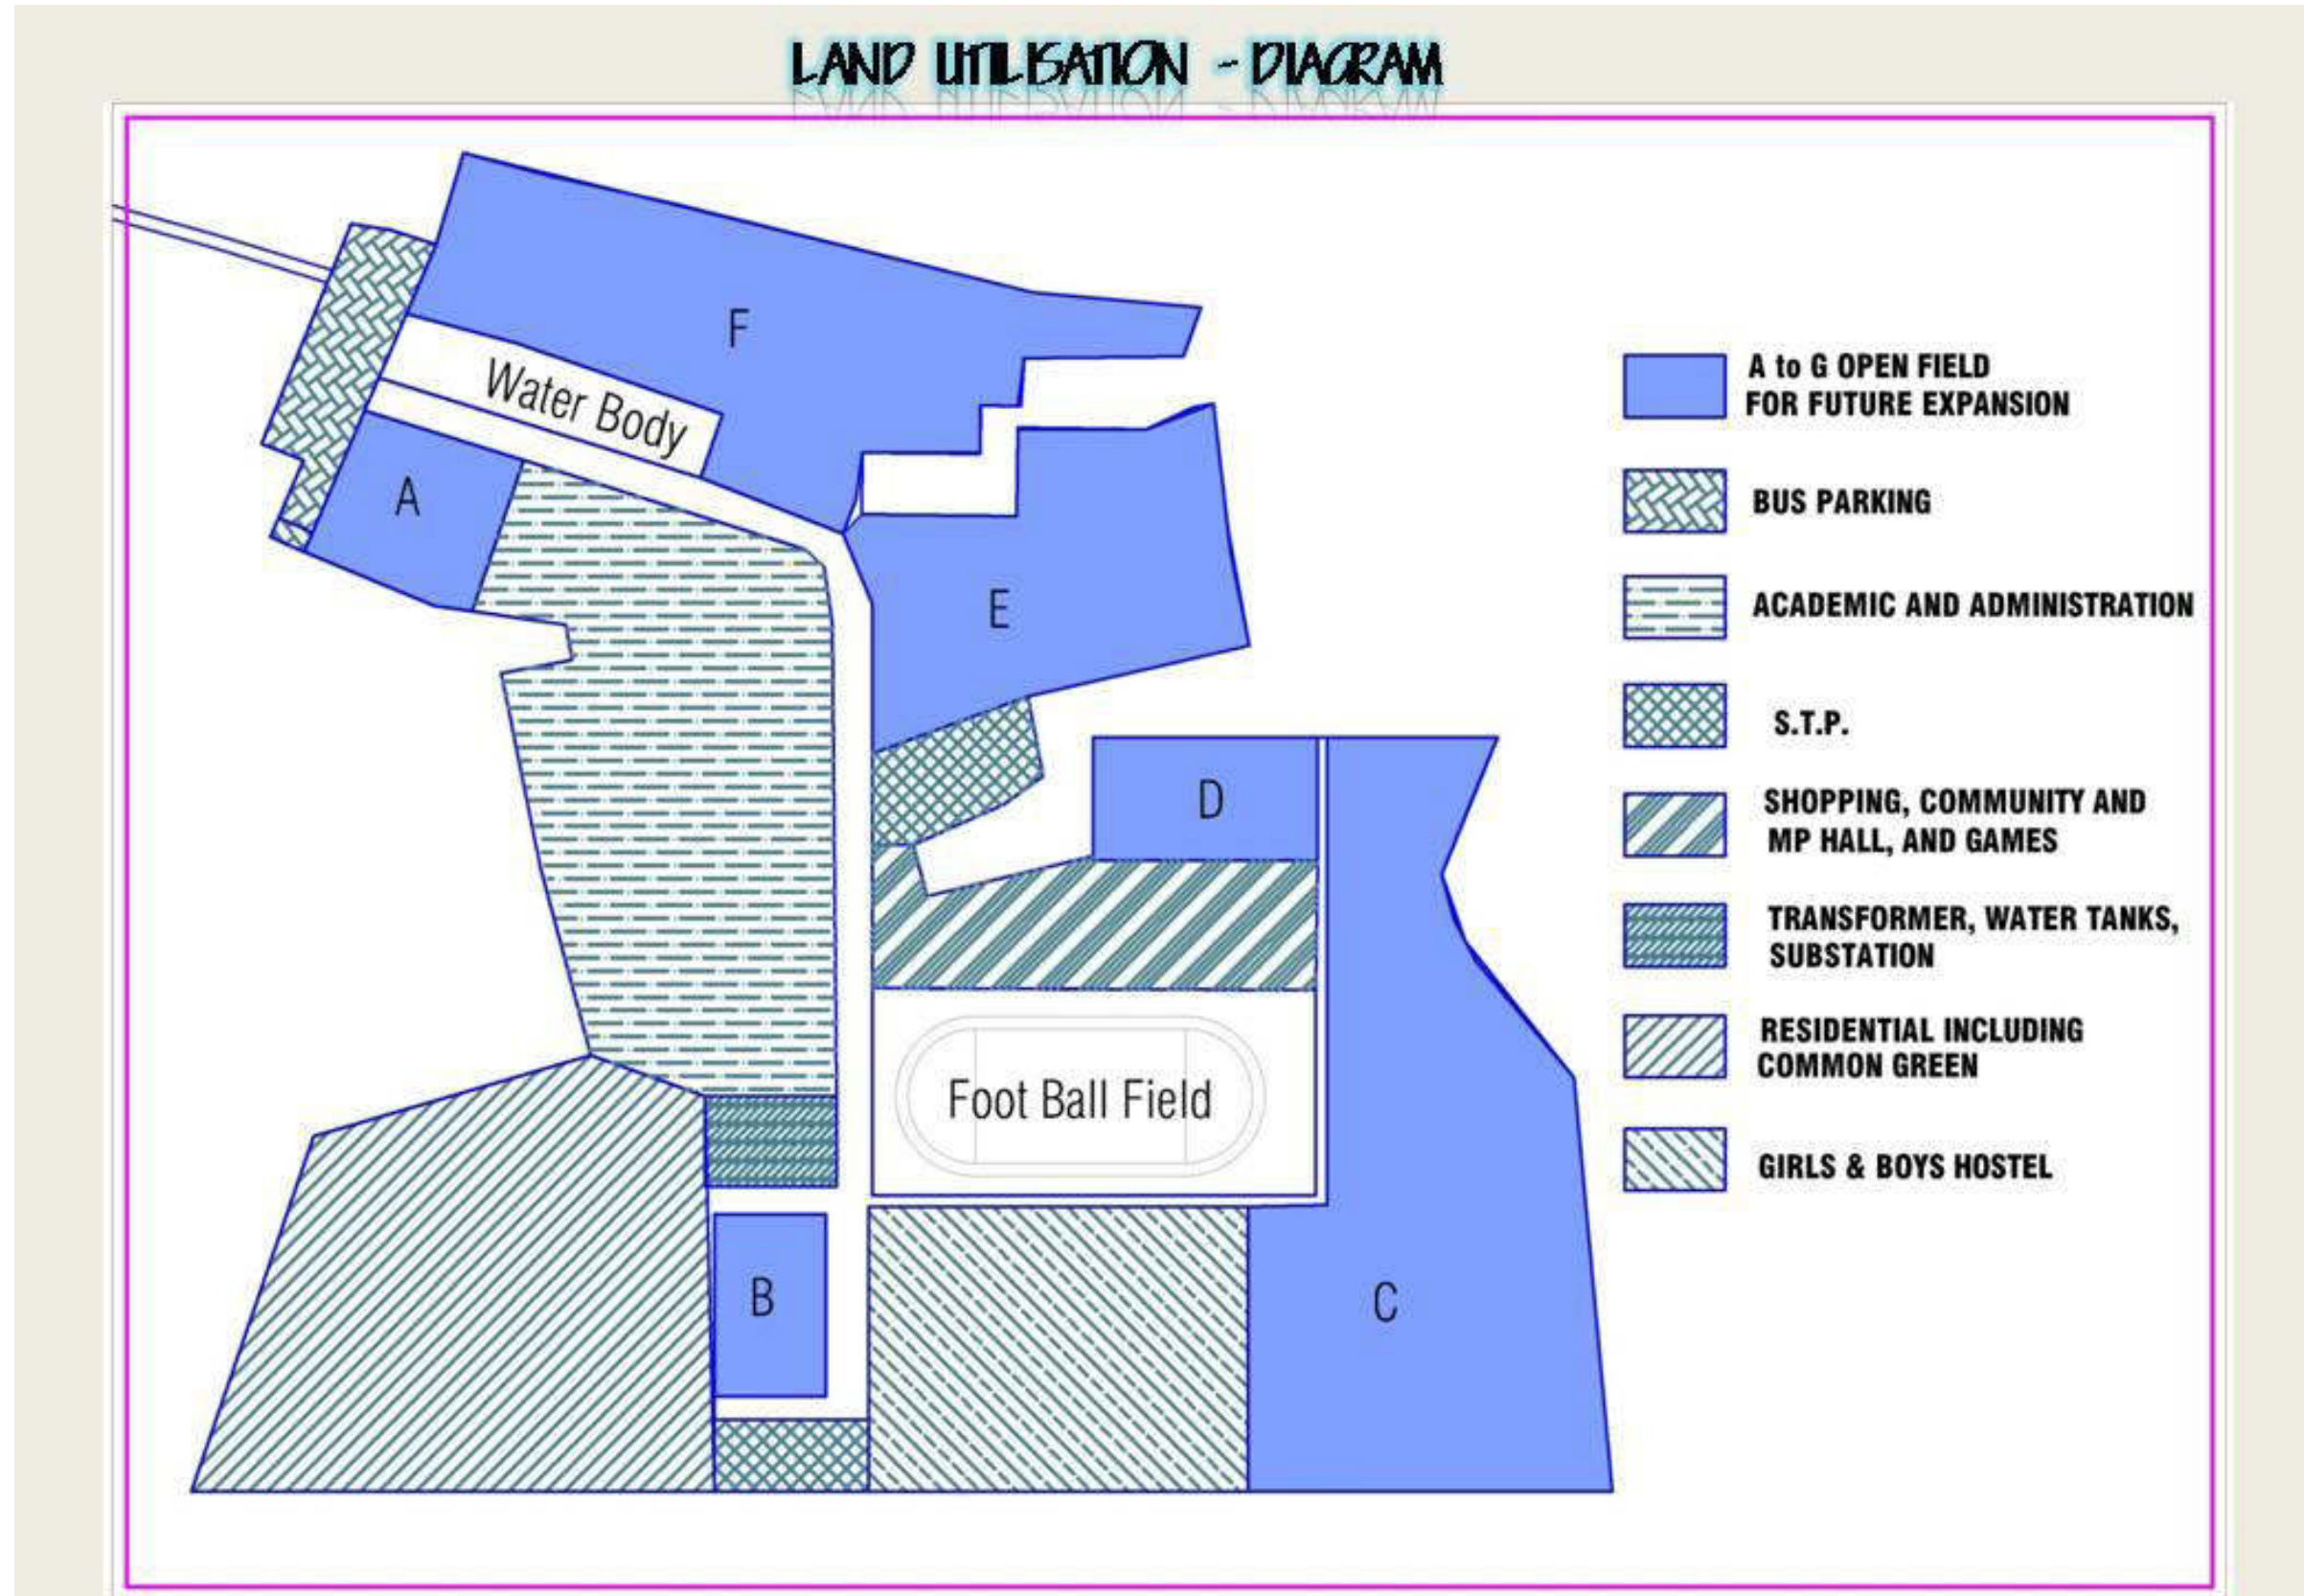 LAND UTILISATION - DIAGRAM
F
Water Body
A
E
D
Foot Ball Field
B
C
A to G OPEN FIELD
FOR FUTURE EXPANSION
BUS PARKING
ACADEMIC AND ADMINISTRATION
S.T.P.
SHOPPING, COMMUNITY AND
MP HALL, AND GAMES
TRANSFORMER, WATER TANKS,
SUBSTATION
RESIDENTIAL INCLUDING
COMMON GREEN
GIRLS & BOYS HOSTEL